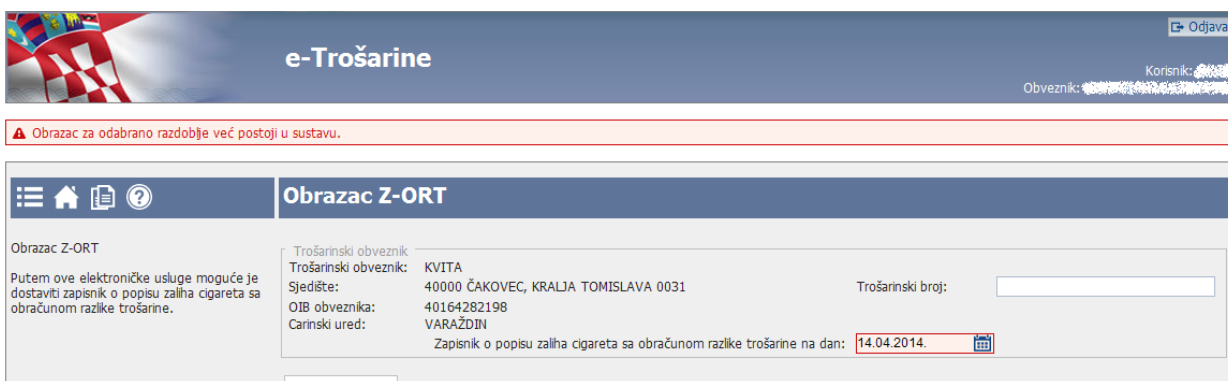 Odjava
e-Trošarine
Korisnik:
Obveznik:
Obrazac za odabrano razdoblje već postoji u sustavu.
Obrazac Z-ORT
Obrazac Z-ORT
Putem ove elektroničke usluge moguće je
dostaviti zapisnik o popisu zaliha cigareta sa
obračunom razlike trošarine.
Trošarinski obveznik
Trošarinski obveznik: KVITA
Sjedište: 40000 ČAKOVEC, KRALJA TOMISLAVA 0031 Trošarinski broj:
OIB obveznika: 40164282198
Carinski ured: VARAŽDIN
Zapisnik o popisu zaliha cigareta sa obračunom razlike trošarine na dan: 14.04.2014.